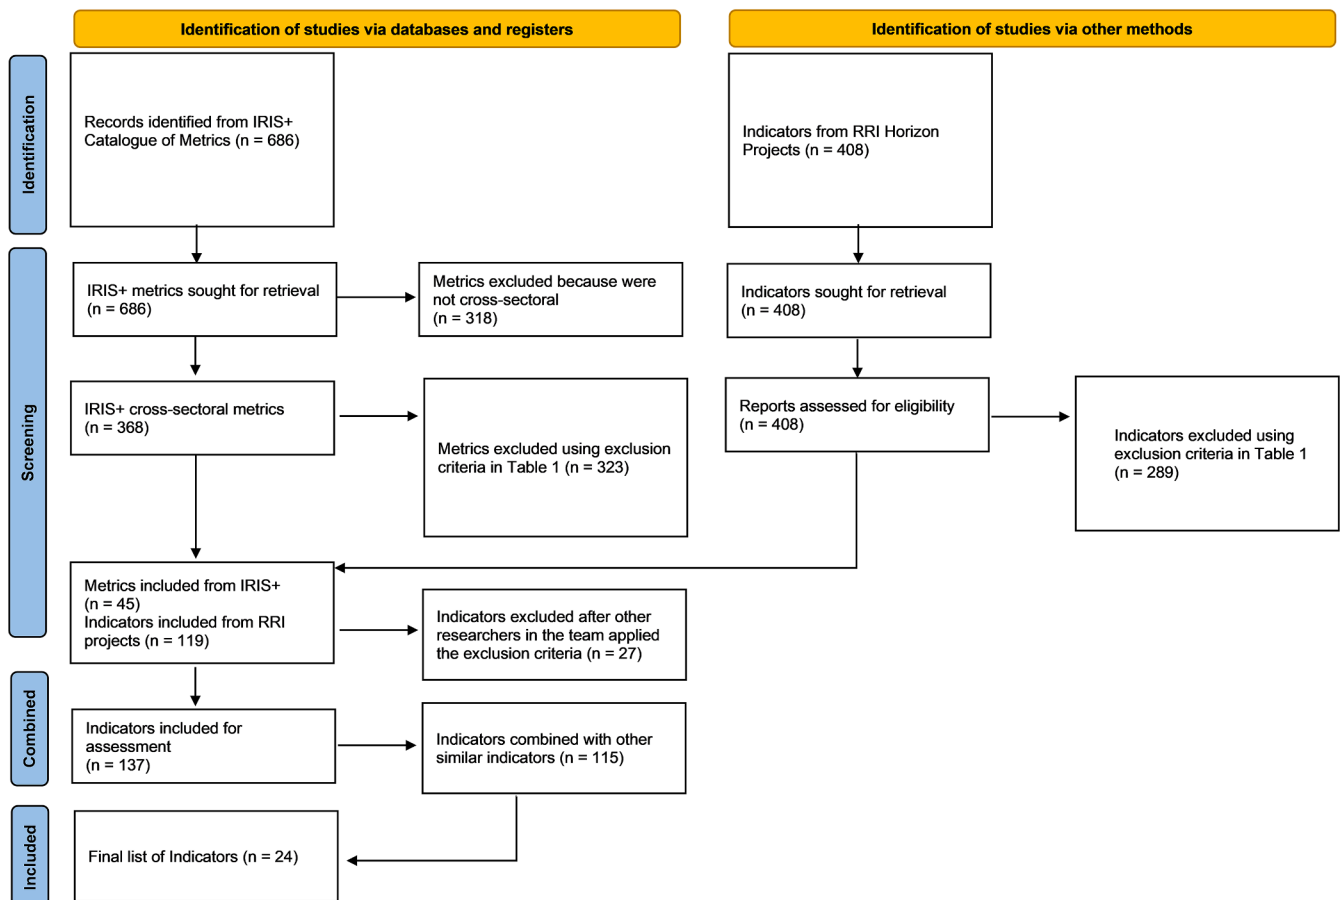 Identification of studies via databases and registers
Identification of studies via other methods
Identification
Records identified from IRIS+
Catalogue of Metrics (n = 686)
Indicators from RRI Horizon
Projects (n = 408)
Screening
IRIS+ metrics sought for retrieval
(n = 686)
Metrics excluded because were
not cross-sectoral
(n = 318)
Indicators sought for retrieval
(n = 408)
IRIS+ cross-sectoral metrics
(n = 368)
Metrics excluded using exclusion
criteria in Table 1 (n = 323)
Reports assessed for eligibility
(n = 408)
Indicators excluded using
exclusion criteria in Table 1
(n = 289)
Metrics included from IRIS+
(n = 45)
Indicators included from RRI
projects (n = 119)
Indicators excluded after other
researchers in the team applied
the exclusion criteria (n = 27)
Combined
Indicators included for
assessment
(n = 137)
Indicators combined with other
similar indicators (n = 115)
Included
Final list of Indicators (n = 24)